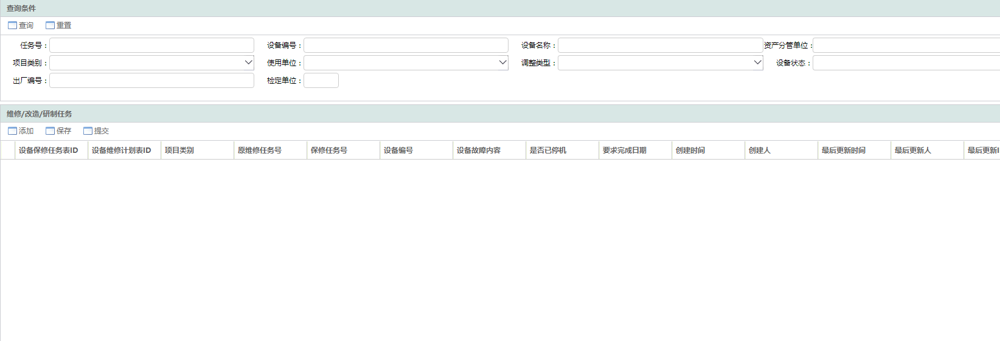 查询条件
查询 重置
任务号： 设备编号： 设备名称： 资产分管单位：
项目类别： 使用单位： 调整类型： 设备状态：
出厂编号： 检定单位：
维修/改造/研制任务
添加 保存 提交
设备保修任务表ID 设备维修计划表ID 项目类别 原维修任务号 保修任务号 设备编号 设备故障内容 是否已停机 要求完成日期 创建时间 创建人 最后更新时间 最后更新人 最后更新I